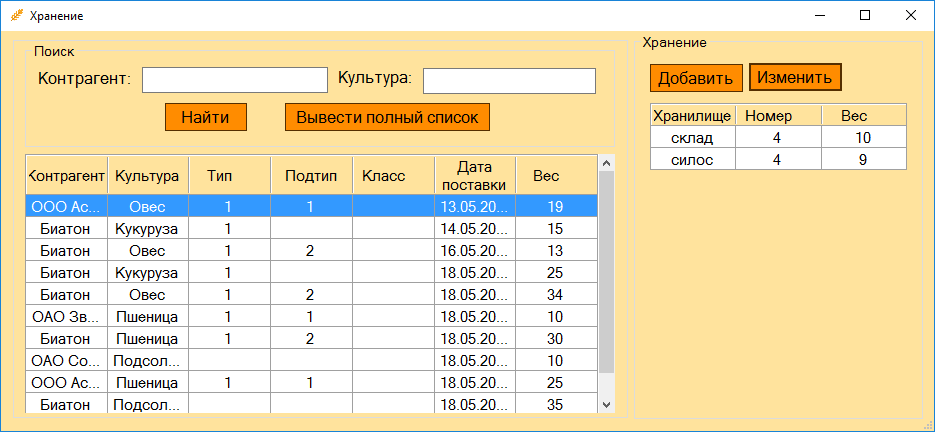 Хранение
Поиск
Контрагент: Культура:
Найти Вывести полный список
Контрагент Культура Тип Подтип Класс Дата поставки Вес
ООО Ас... Овес 1 1 13.05.20... 19
Биатон Кукуруза 1 14.05.20... 15
Биатон Овес 1 2 16.05.20... 13
Биатон Кукуруза 1 18.05.20... 25
Биатон Овес 1 2 18.05.20... 34
ОАО Зв... Пшеница 1 1 18.05.20... 10
Биатон Пшеница 1 2 18.05.20... 30
ОАО Со... Подсол... 18.05.20... 10
ООО Ас... Пшеница 1 1 18.05.20... 25
Биатон Подсол... 18.05.20... 35
Хранение
Добавить Изменить
Хранилище Номер Вес
склад 4 10
силос 4 9